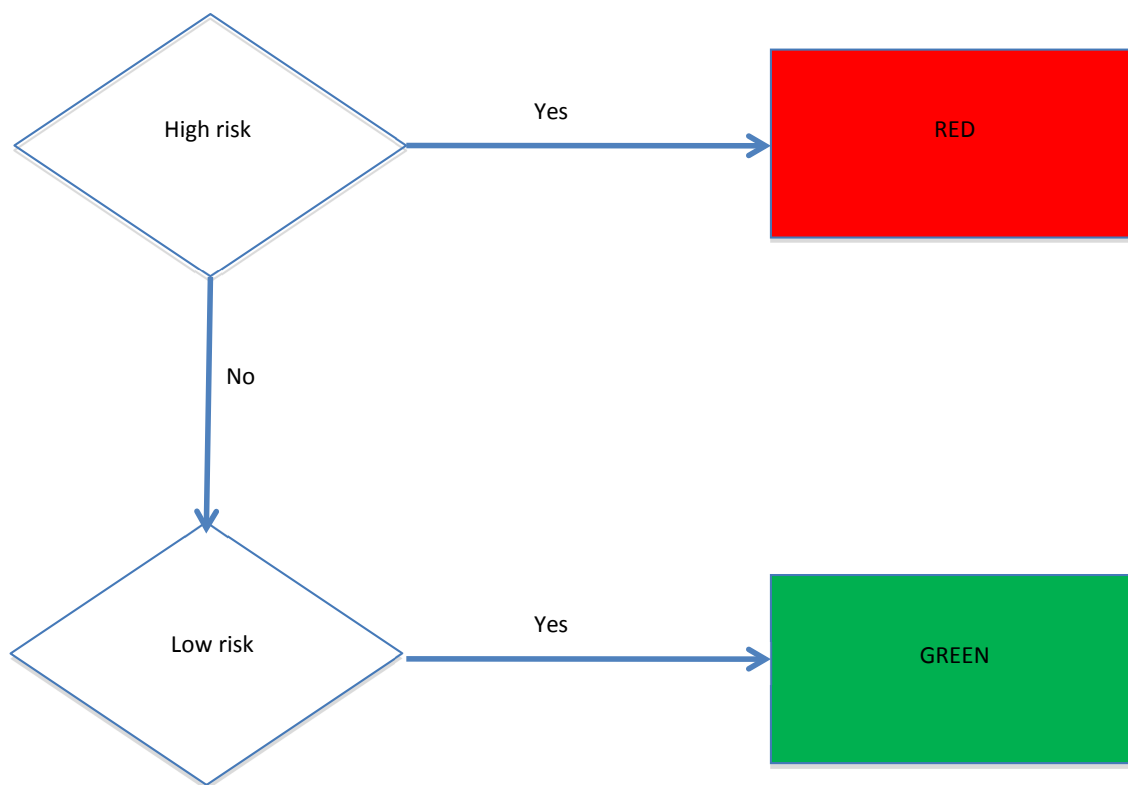 High risk
Yes
RED
No
Low risk
Yes
GREEN